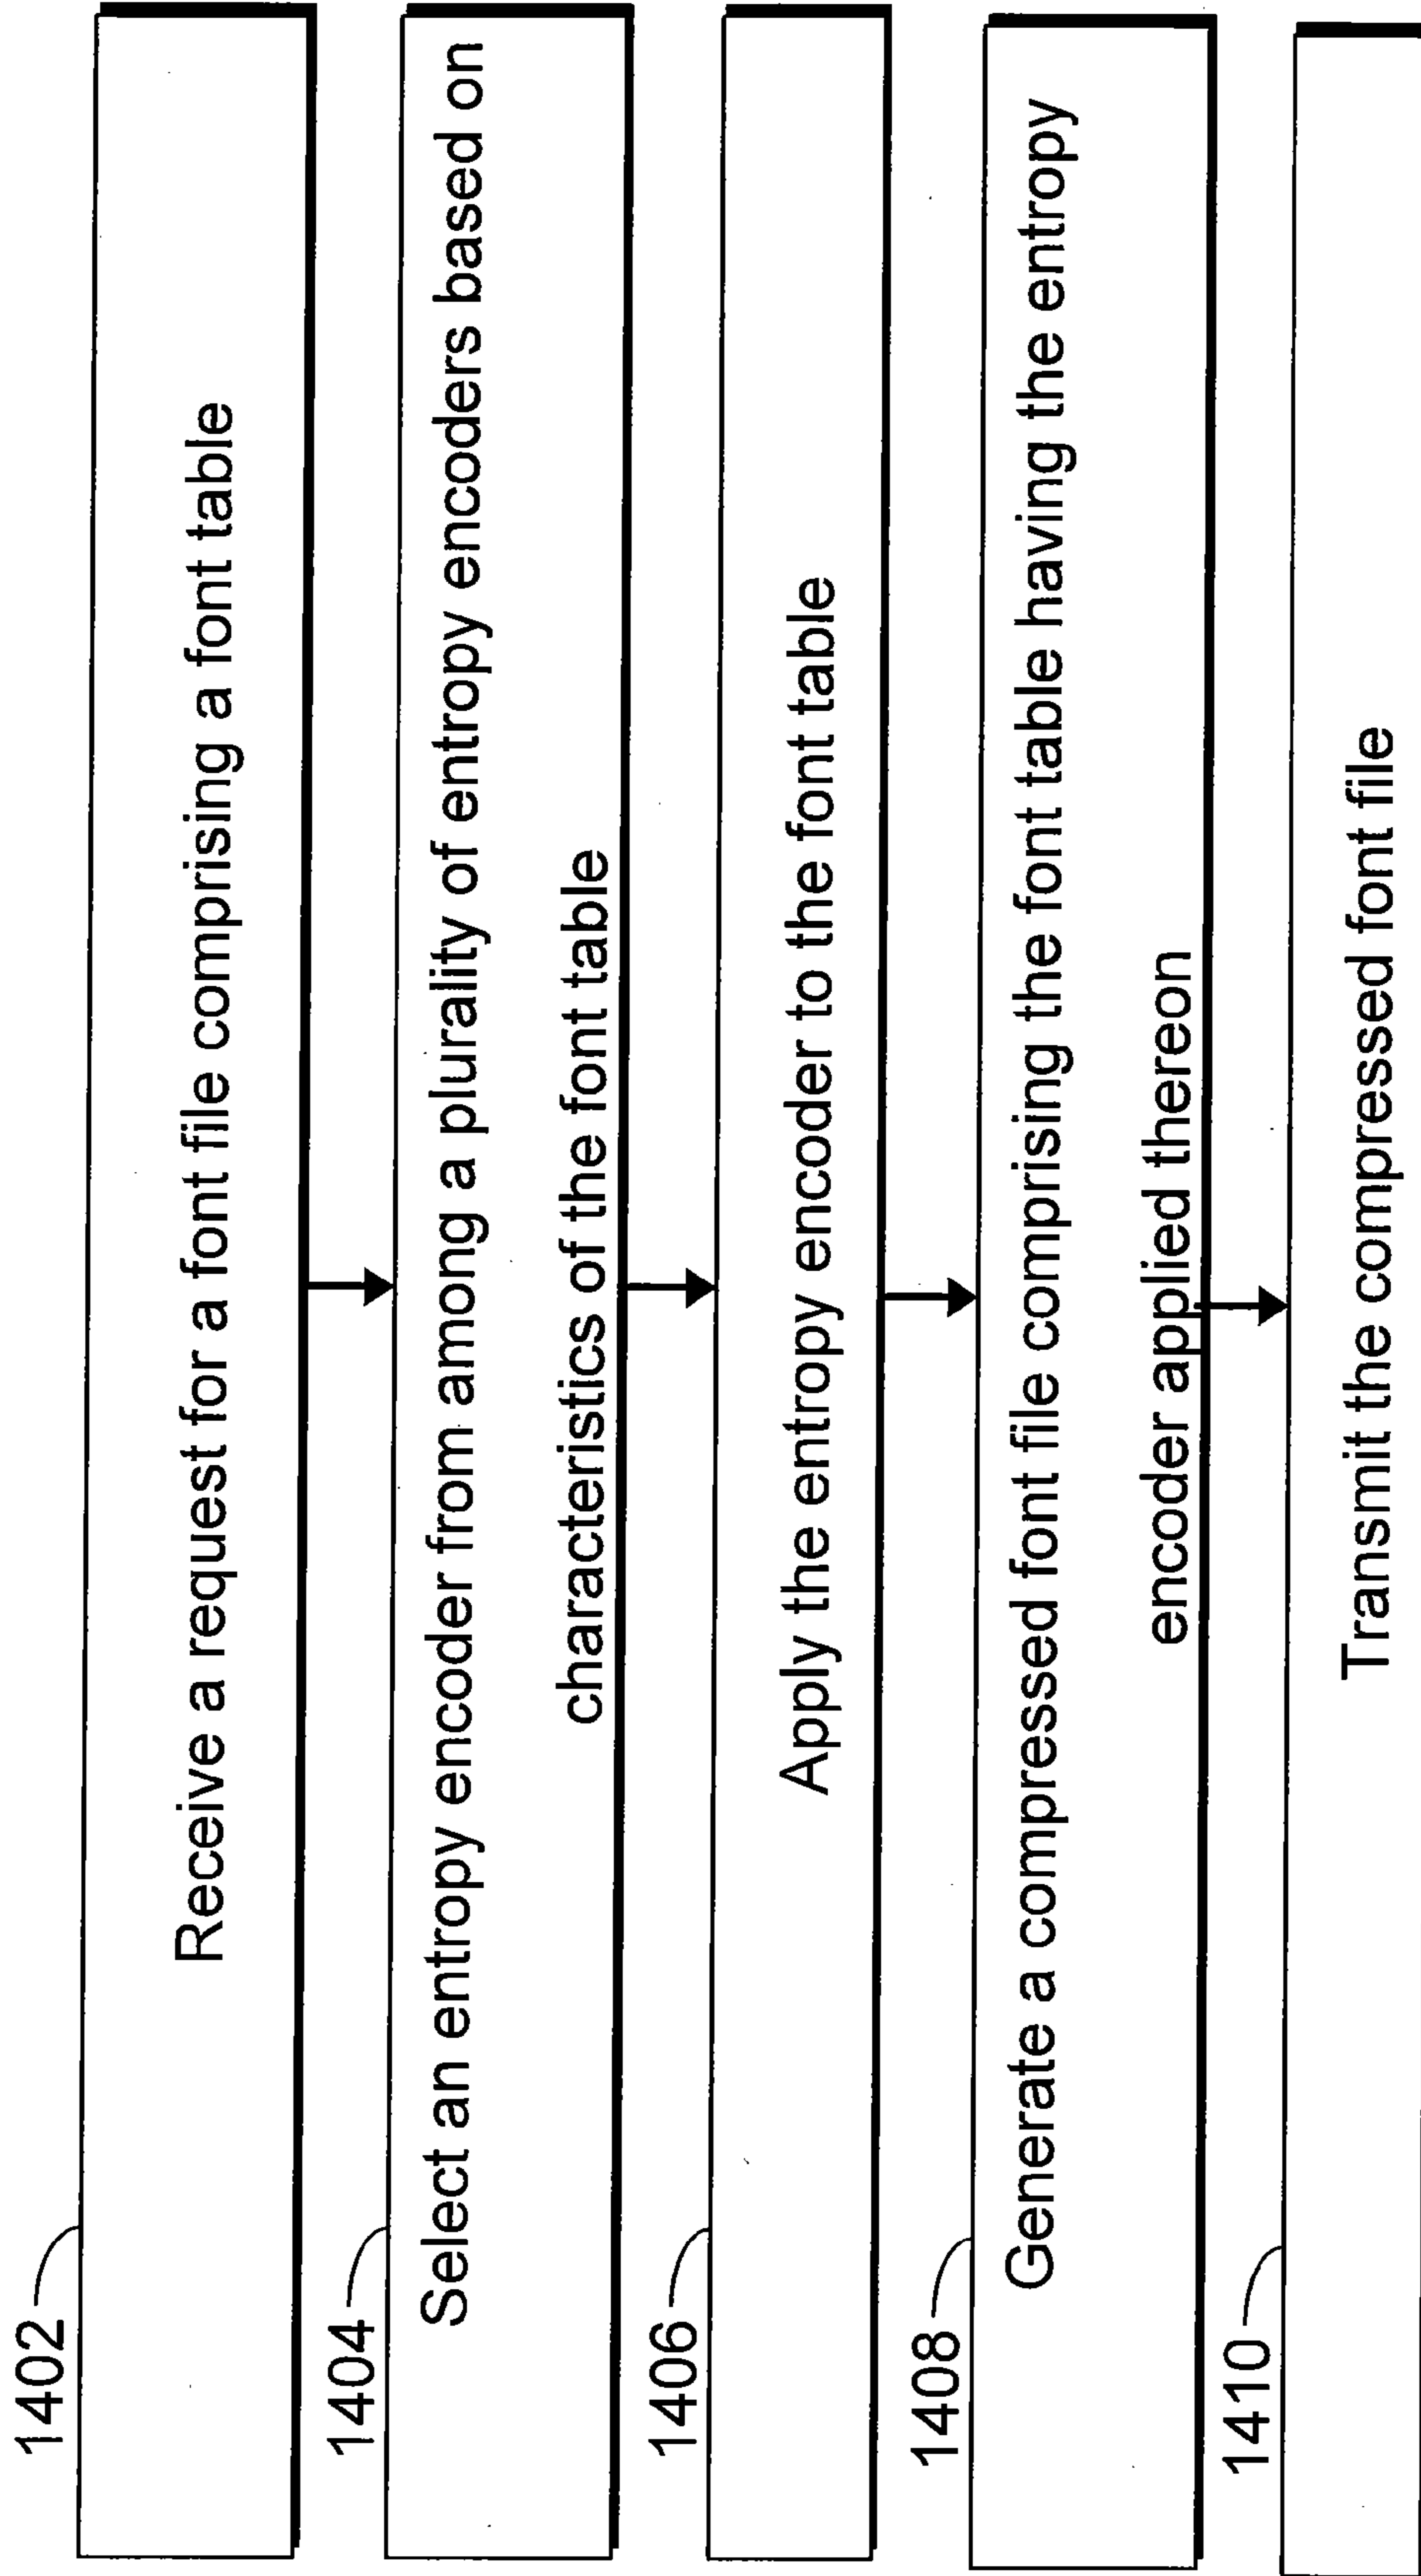 1402
Receive a request for a font file comprising a font table
1404
Select an entropy encoder from among a plurality of entropy encoders based on
characteristics of the font table
1406
Apply the entropy encoder to the font table
1408
Generate a compressed font file comprising the font table having the entropy
encoder applied thereon
1410
Transmit the compressed font file